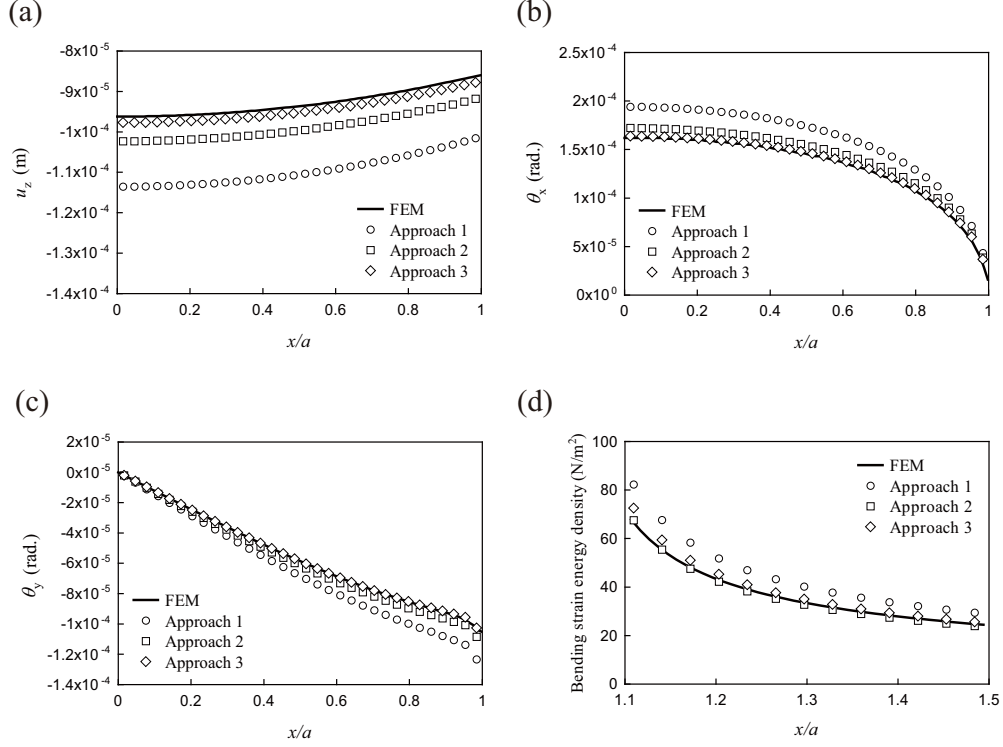 (a)
-8x10⁻⁵
-9x10⁻⁵
-1x10⁻⁴
-1.1x10⁻⁴
-1.2x10⁻⁴
-1.3x10⁻⁴
-1.4x10⁻⁴
u_z (m)
FEM
Approach 1
Approach 2
Approach 3
0 0.2 0.4 0.6 0.8 1
x/a
(b)
2.5x10⁻⁴
2x10⁻⁴
1.5x10⁻⁴
1x10⁻⁴
5x10⁻⁵
0x10⁰
θ_x (rad.)
FEM
Approach 1
Approach 2
Approach 3
0 0.2 0.4 0.6 0.8 1
x/a
(c)
2x10⁻⁵
0x10⁰
-2x10⁻⁵
-4x10⁻⁵
-6x10⁻⁵
-8x10⁻⁵
-1x10⁻⁴
-1.2x10⁻⁴
-1.4x10⁻⁴
θ_y (rad.)
FEM
Approach 1
Approach 2
Approach 3
0 0.2 0.4 0.6 0.8 1
x/a
(d)
100
80
60
40
20
0
Bending strain energy density (N/m²)
FEM
Approach 1
Approach 2
Approach 3
1.1 1.2 1.3 1.4 1.5
x/a